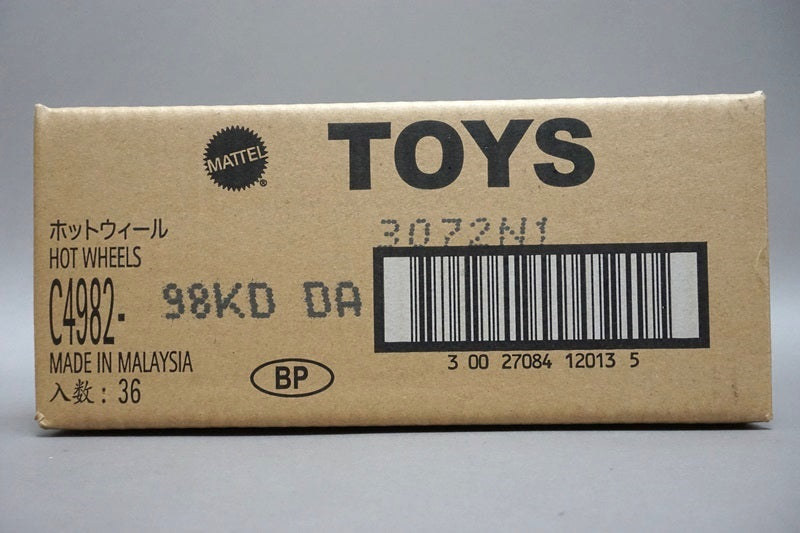 MATTEL®
TOYS
ホットウィール
HOT WHEELS
C4982-
98KD DA
MADE IN MALAYSIA
入数：36
BP
3072N1
3 00 27084 12013 5